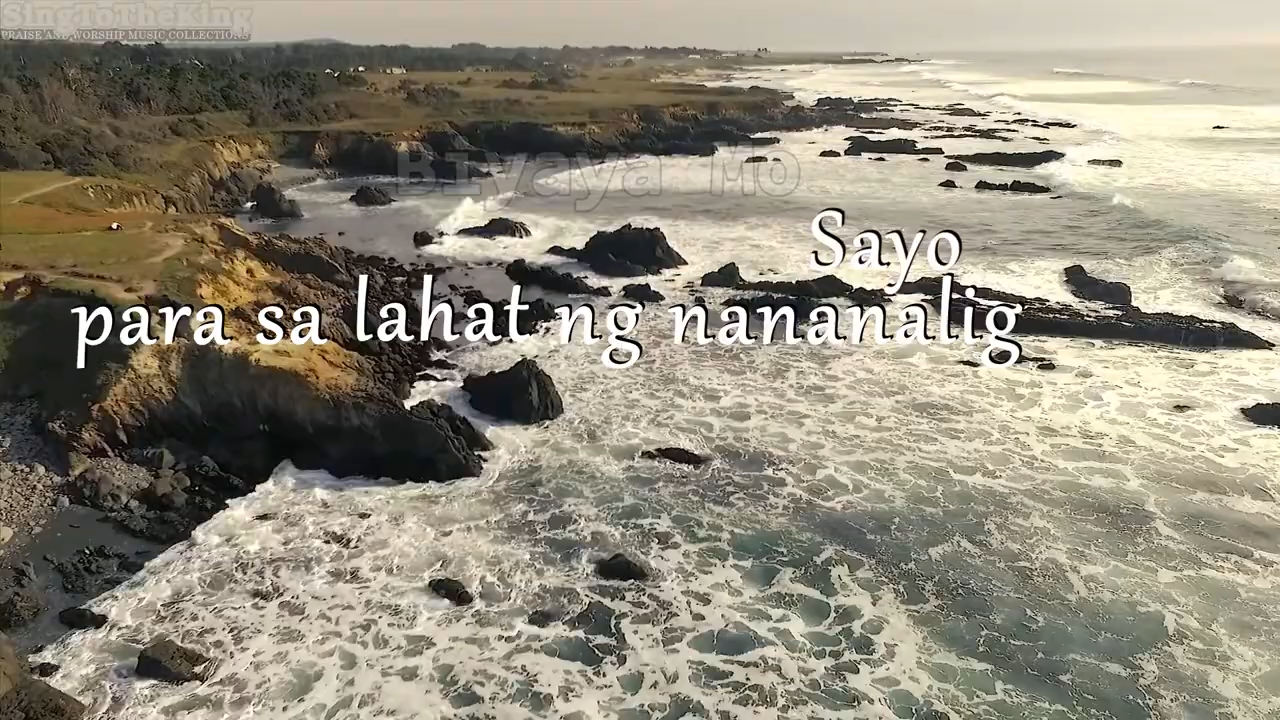 SingToTheKing
PRAISE AND WORSHIP MUSIC COLLECTIONS
Biyaya Mo
Sayo
para sa lahat ng nananalig